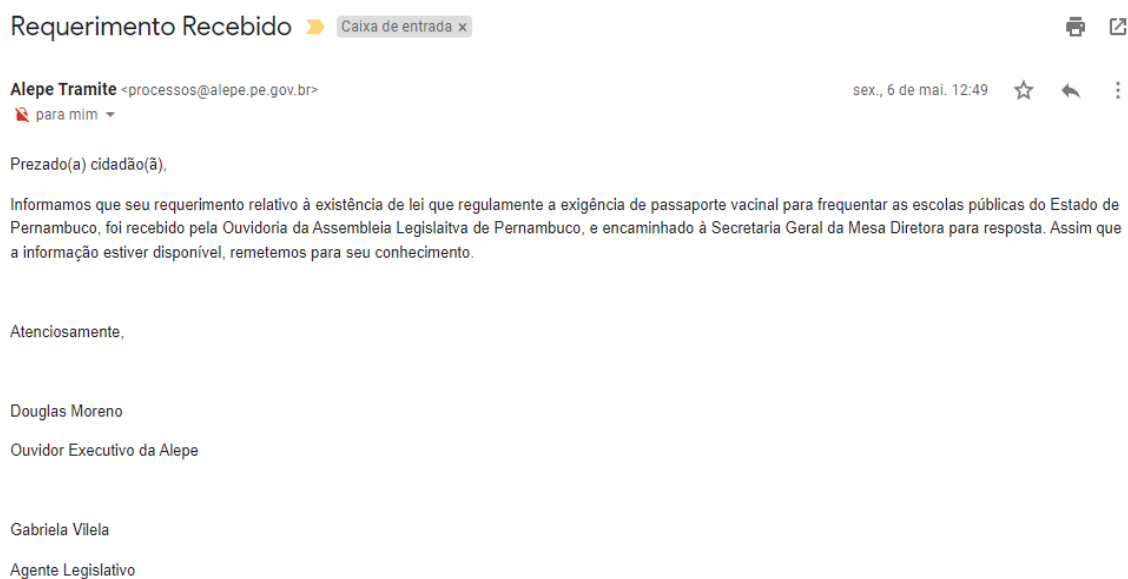 Requerimento Recebido Caixa de entrada x
Alepe Tramite <processos@alepe.pe.gov.br> sex., 6 de mai. 12:49
para mim
Prezado(a) cidadão(ã),
Informamos que seu requerimento relativo à existência de lei que regulamente a exigência de passaporte vacinal para frequentar as escolas públicas do Estado de
Pernambuco, foi recebido pela Ouvidoria da Assembleia Legislaitva de Pernambuco, e encaminhado à Secretaria Geral da Mesa Diretora para resposta. Assim que
a informação estiver disponível, remetemos para seu conhecimento.
Atenciosamente,
Douglas Moreno
Ouvidor Executivo da Alepe
Gabriela Vilela
Agente Legislativo